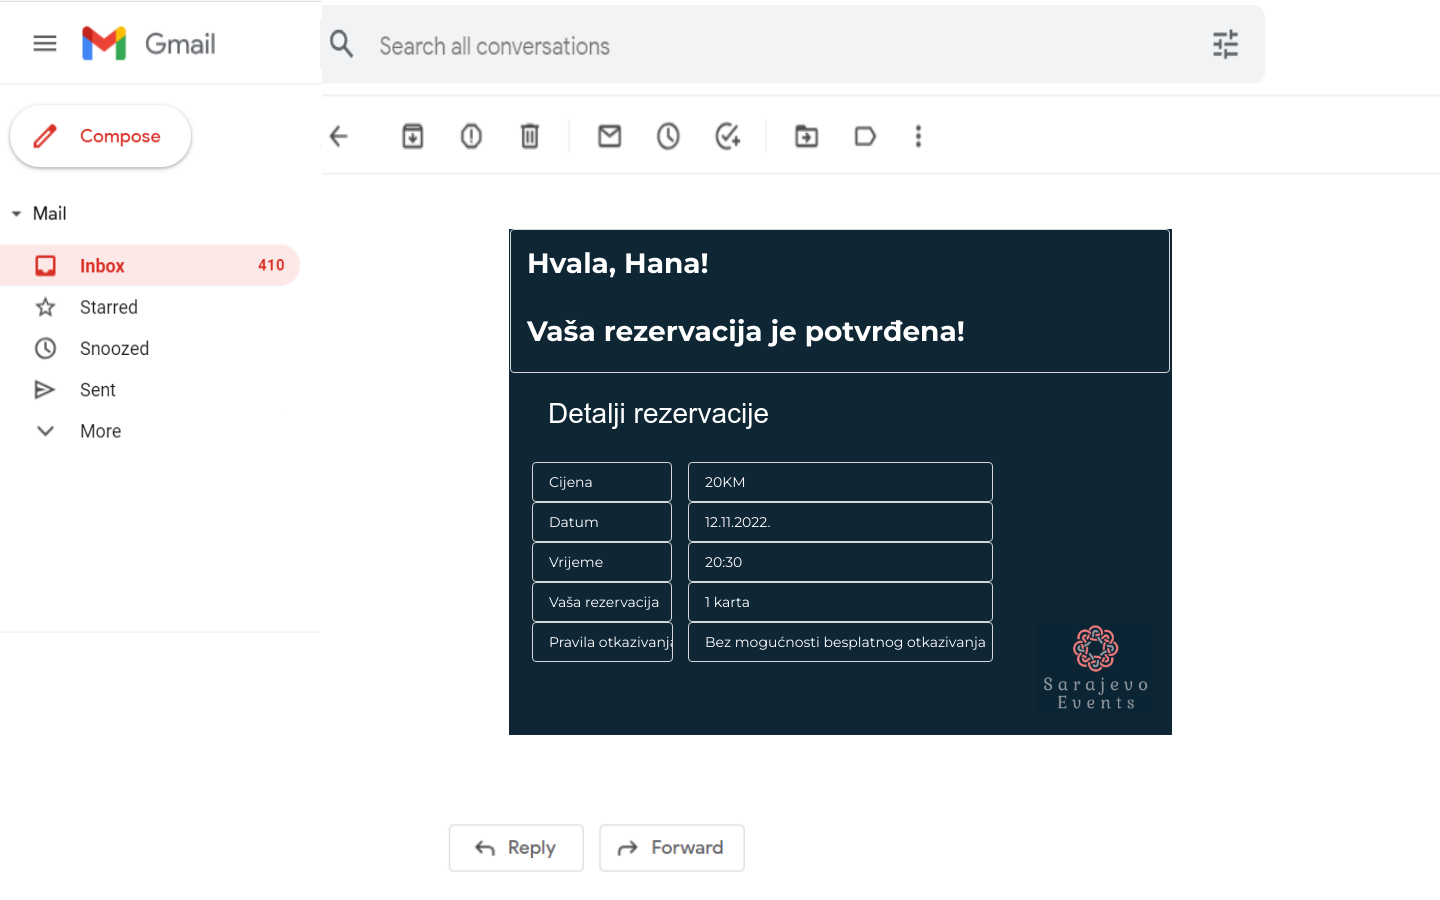 Gmail
Search all conversations
Compose
Mail
Inbox 410
Starred
Snoozed
Sent
More
Hvala, Hana!
Vaša rezervacija je potvrđena!
Detalji rezervacije
Cijena 20KM
Datum 12.11.2022.
Vrijeme 20:30
Vaša rezervacija 1 karta
Pravila otkazivanja Bez mogućnosti besplatnog otkazivanja
Sarajevo
Events
Reply Forward